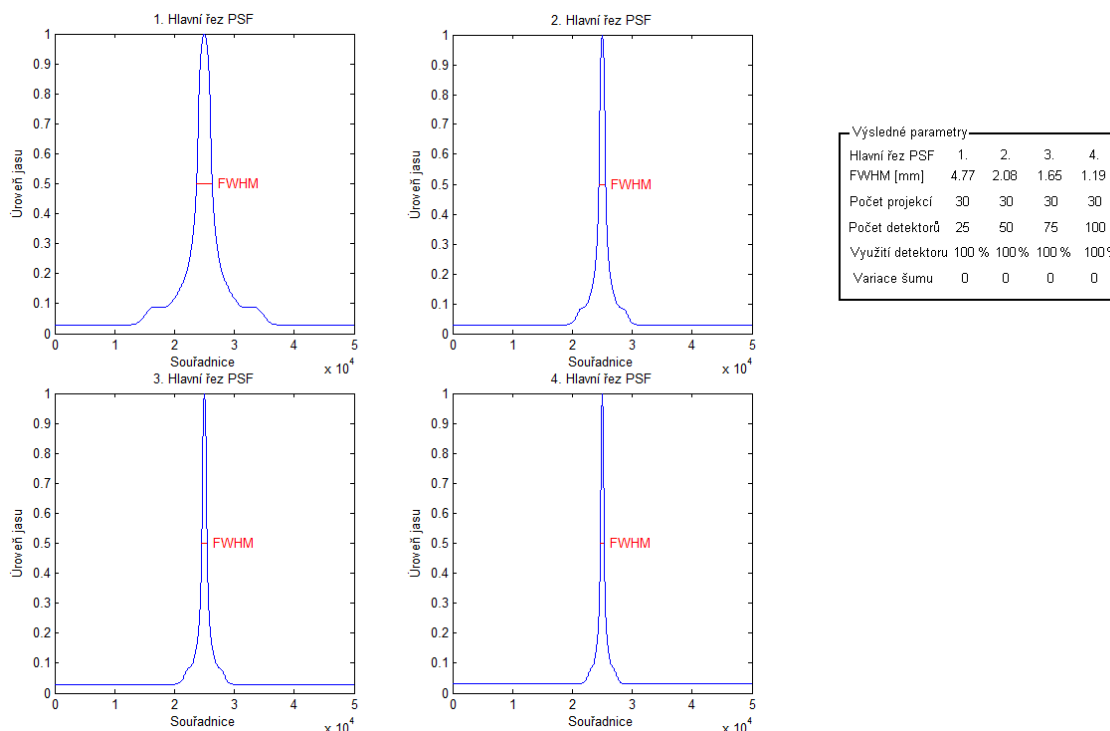 1. Hlavní řez PSF
1
0.9
0.8
0.7
0.6
0.5
0.4
0.3
0.2
0.1
0
Úroveň jasu
FWHM
0 1 2 3 4 5
Souřadnice
x 10^4
2. Hlavní řez PSF
1
0.9
0.8
0.7
0.6
0.5
0.4
0.3
0.2
0.1
0
Úroveň jasu
FWHM
0 1 2 3 4 5
Souřadnice
x 10^4
Výsledné parametry
Hlavní řez PSF 1. 2. 3. 4.
FWHM [mm] 4.77 2.08 1.65 1.19
Počet projekcí 30 30 30 30
Počet detektorů 25 50 75 100
Využití detektoru 100 % 100 % 100 % 100 %
Variace šumu 0 0 0 0
3. Hlavní řez PSF
1
0.9
0.8
0.7
0.6
0.5
0.4
0.3
0.2
0.1
0
Úroveň jasu
FWHM
0 1 2 3 4 5
Souřadnice
x 10^4
4. Hlavní řez PSF
1
0.9
0.8
0.7
0.6
0.5
0.4
0.3
0.2
0.1
0
Úroveň jasu
FWHM
0 1 2 3 4 5
Souřadnice
x 10^4